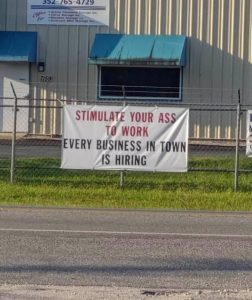 352-765-4729
STIMULATE YOUR ASS
TO WORK
EVERY BUSINESS IN TOWN
IS HIRING